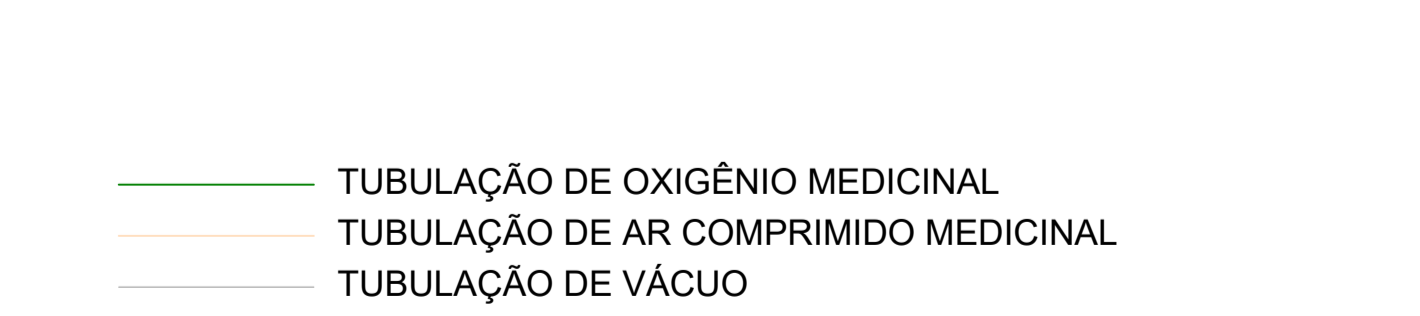 TUBULAÇÃO DE OXIGÊNIO MEDICINAL
TUBULAÇÃO DE AR COMPRIMIDO MEDICINAL
TUBULAÇÃO DE VÁCUO